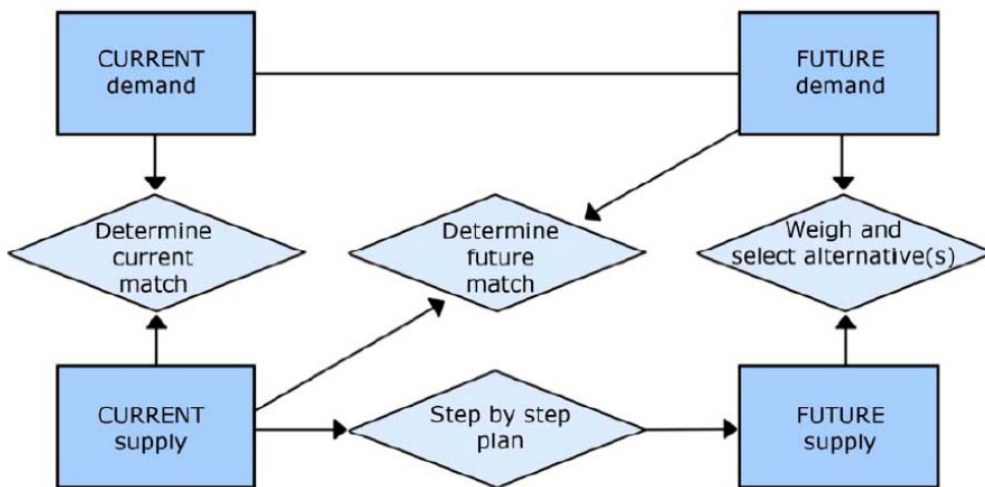 CURRENT
demand
FUTURE
demand
Determine
current
match
Determine
future
match
Weigh and
select alternative(s)
CURRENT
supply
Step by step
plan
FUTURE
supply